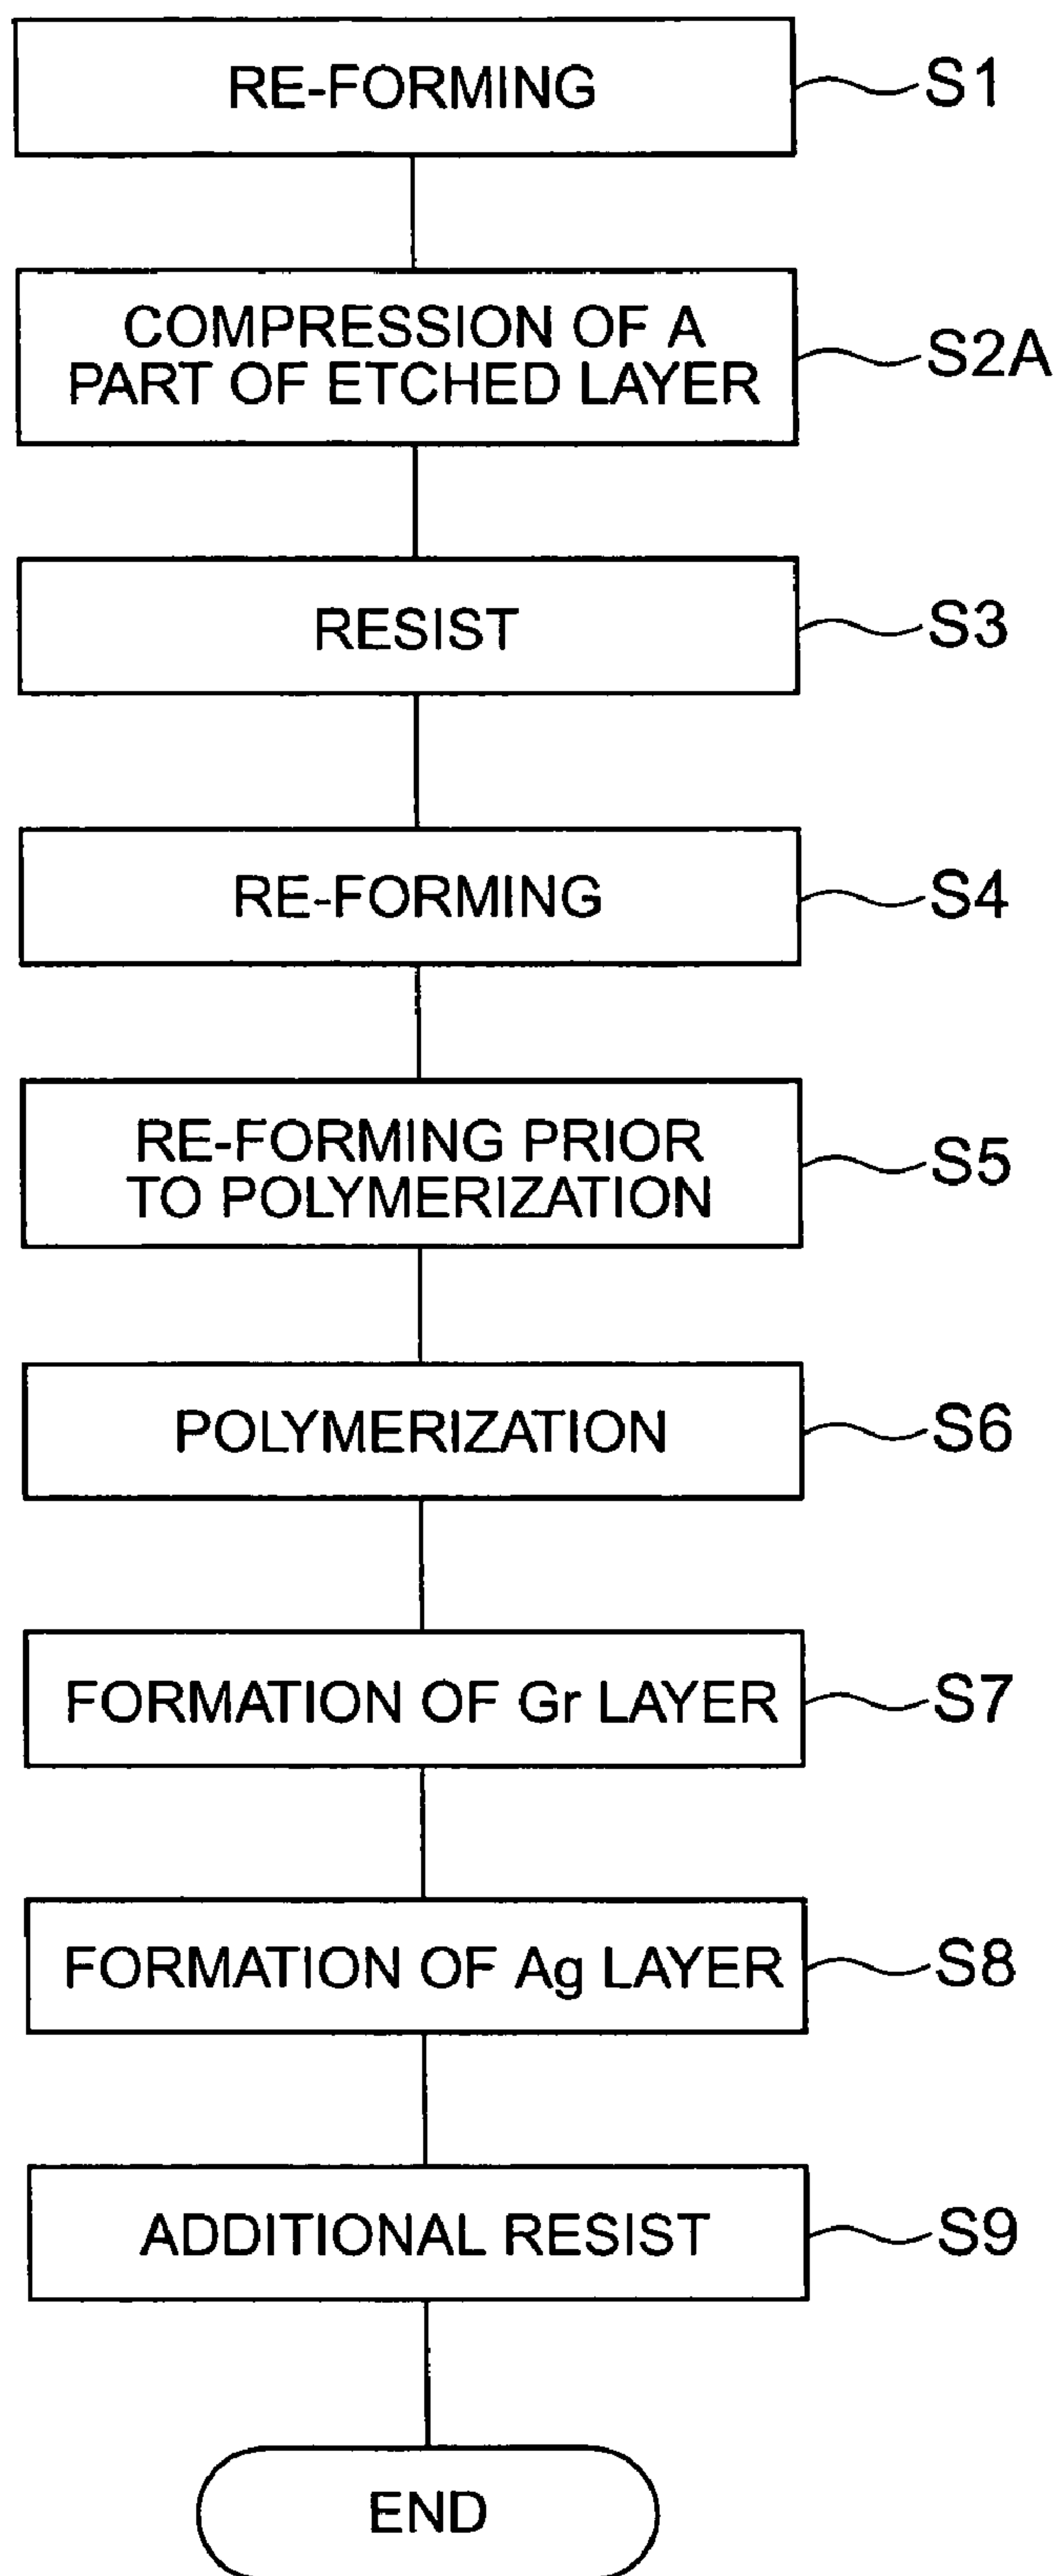 RE-FORMING
S1
COMPRESSION OF A
PART OF ETCHED LAYER
S2A
RESIST
S3
RE-FORMING
S4
RE-FORMING PRIOR
TO POLYMERIZATION
S5
POLYMERIZATION
S6
FORMATION OF Gr LAYER
S7
FORMATION OF Ag LAYER
S8
ADDITIONAL RESIST
S9
END